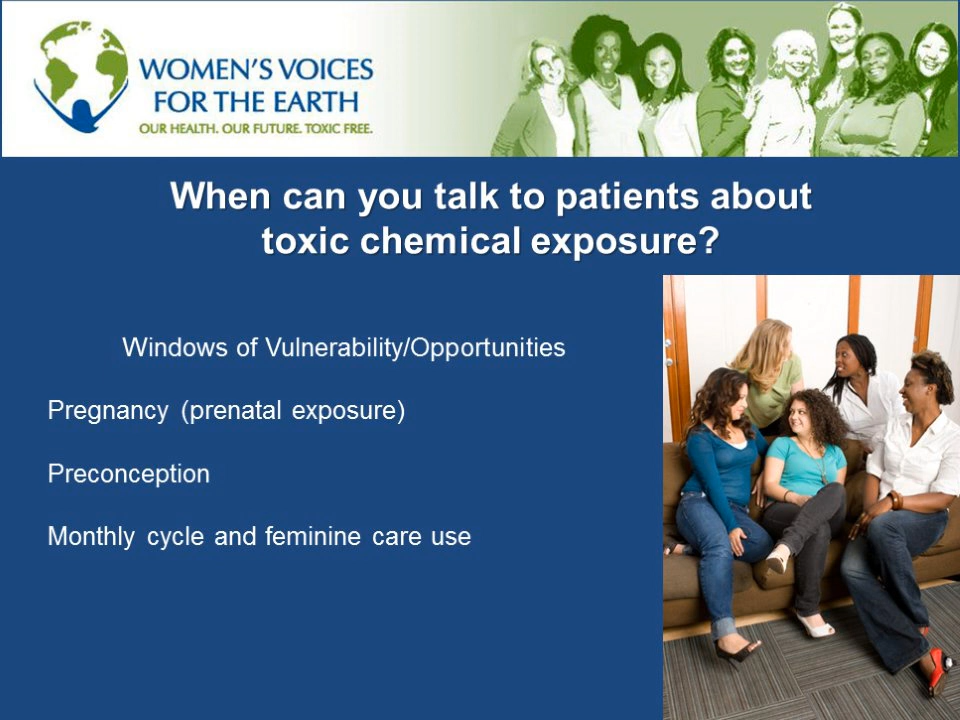 WOMEN'S VOICES
FOR THE EARTH
OUR HEALTH. OUR FUTURE. TOXIC FREE.
When can you talk to patients about
toxic chemical exposure?
Windows of Vulnerability/Opportunities
Pregnancy (prenatal exposure)
Preconception
Monthly cycle and feminine care use